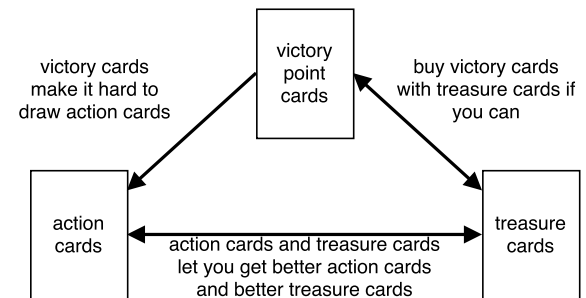 victory
point
cards
victory cards
make it hard to
draw action cards
buy victory cards
with treasure cards if
you can
action
cards
treasure
cards
action cards and treasure cards
let you get better action cards
and better treasure cards